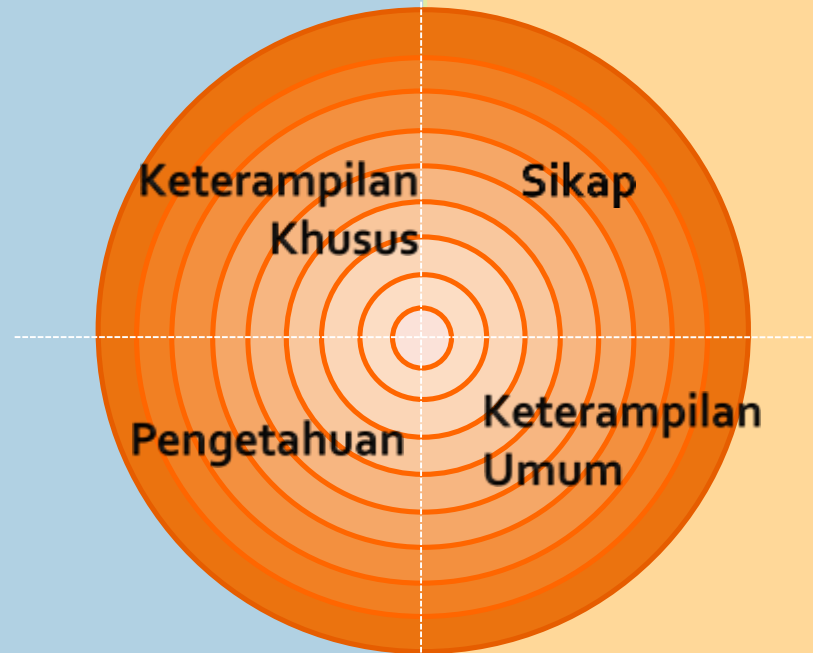 Keterampilan
Khusus
Sikap
Pengetahuan
Keterampilan
Umum